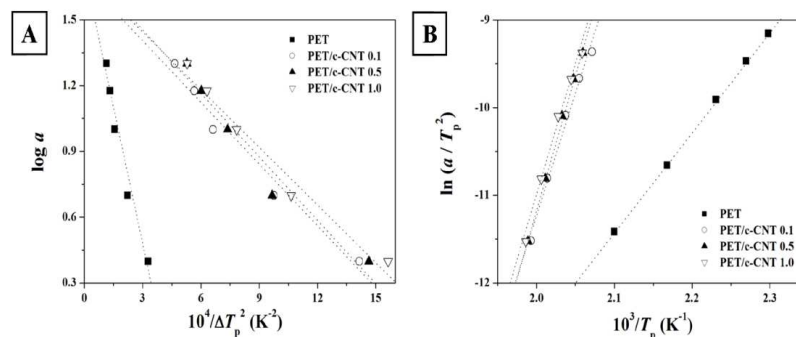 A
PET
PET/c-CNT 0.1
PET/c-CNT 0.5
PET/c-CNT 1.0
log a
1.5
1.2
0.9
0.6
0.3
0 3 6 9 12 15
10⁴/ΔTₚ² (K⁻²)
B
ln (a / Tₚ²)
-9
-10
-11
-12
PET
PET/c-CNT 0.1
PET/c-CNT 0.5
PET/c-CNT 1.0
2.0 2.1 2.2 2.3
10³/Tₚ (K⁻¹)